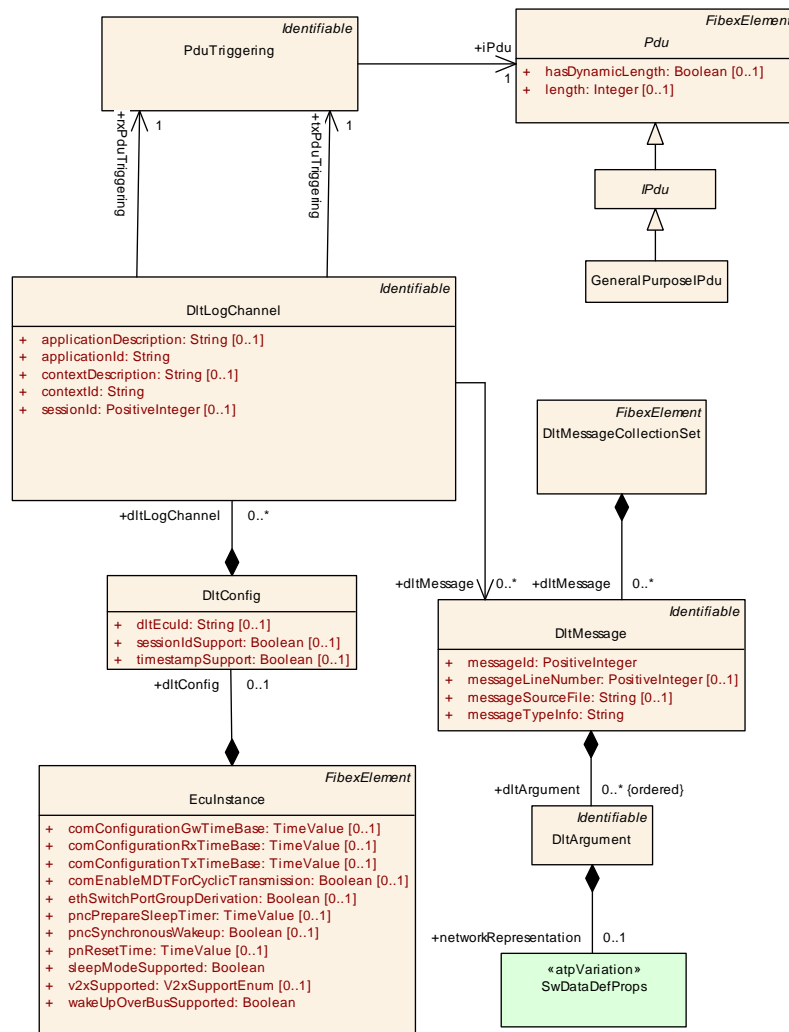 Identifiable
PduTriggering
+iPdu
1
FibexElement
Pdu
+ hasDynamicLength: Boolean [0..1]
+ length: Integer [0..1]
+rxPduTriggering
1
+txPduTriggering
1
IPdu
GeneralPurposeIPdu
Identifiable
DltLogChannel
+ applicationDescription: String [0..1]
+ applicationId: String
+ contextDescription: String [0..1]
+ contextId: String
+ sessionId: PositiveInteger [0..1]
FibexElement
DltMessageCollectionSet
+dltLogChannel 0..*
+dltMessage 0..*
+dltMessage 0..*
DltConfig
+ dltEcuId: String [0..1]
+ sessionIdSupport: Boolean [0..1]
+ timestampSupport: Boolean [0..1]
+dltConfig 0..1
Identifiable
DltMessage
+ messageId: PositiveInteger
+ messageLineNumber: PositiveInteger [0..1]
+ messageSourceFile: String [0..1]
+ messageTypeInfo: String
FibexElement
EcuInstance
+ comConfigurationGwTimeBase: TimeValue [0..1]
+ comConfigurationRxTimeBase: TimeValue [0..1]
+ comConfigurationTxTimeBase: TimeValue [0..1]
+ comEnableMDTForCyclicTransmission: Boolean [0..1]
+ ethSwitchPortGroupDerivation: Boolean [0..1]
+ pncPrepareSleepTimer: TimeValue [0..1]
+ pncSynchronousWakeup: Boolean [0..1]
+ pnResetTime: TimeValue [0..1]
+ sleepModeSupported: Boolean
+ v2xSupported: V2xSupportEnum [0..1]
+ wakeUpOverBusSupported: Boolean
+dltArgument 0..* {ordered}
Identifiable
DltArgument
+networkRepresentation 0..1
«atpVariation»
SwDataDefProps